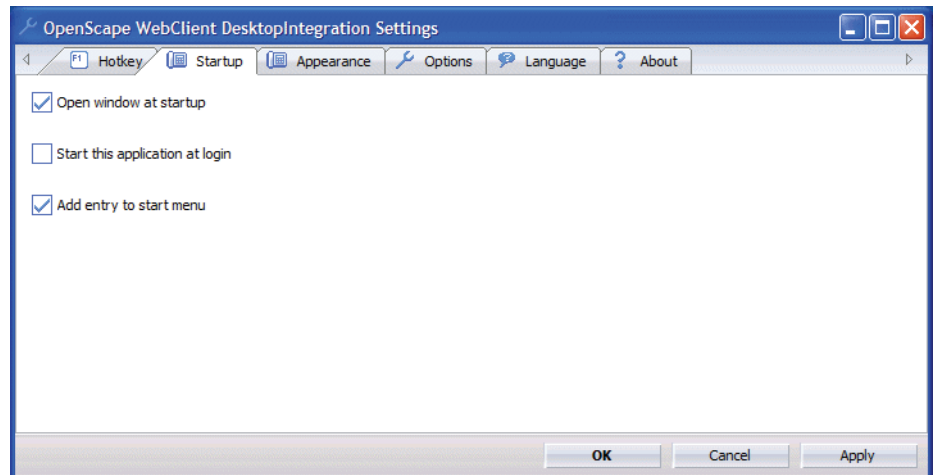 OpenScape WebClient DesktopIntegration Settings
F1 Hotkey Startup Appearance Options Language ? About
Open window at startup
Start this application at login
Add entry to start menu
OK Cancel Apply